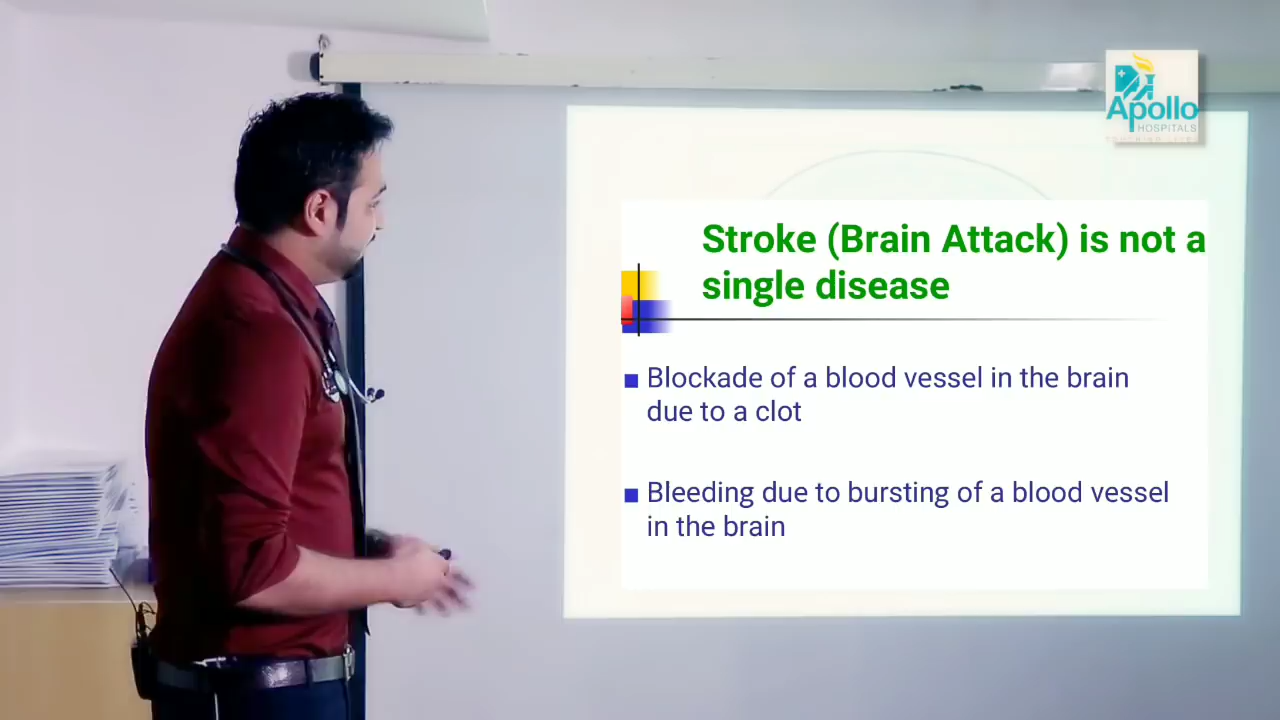 Apollo
HOSPITALS
Stroke (Brain Attack) is not a
single disease
Blockade of a blood vessel in the brain
due to a clot
Bleeding due to bursting of a blood vessel
in the brain